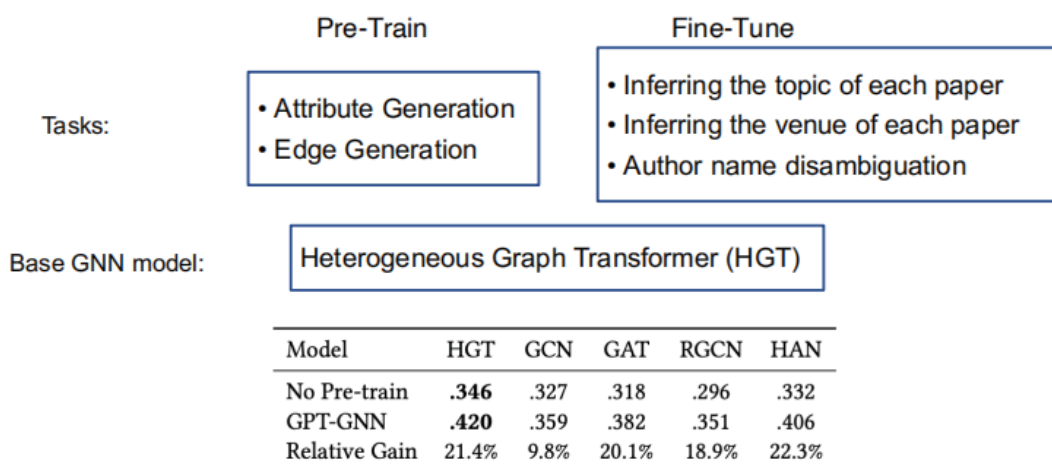 Pre-Train Fine-Tune
Tasks:
• Attribute Generation
• Edge Generation
• Inferring the topic of each paper
• Inferring the venue of each paper
• Author name disambiguation
Base GNN model: Heterogeneous Graph Transformer (HGT)
Model HGT GCN GAT RGCN HAN
No Pre-train .346 .327 .318 .296 .332
GPT-GNN .420 .359 .382 .351 .406
Relative Gain 21.4% 9.8% 20.1% 18.9% 22.3%